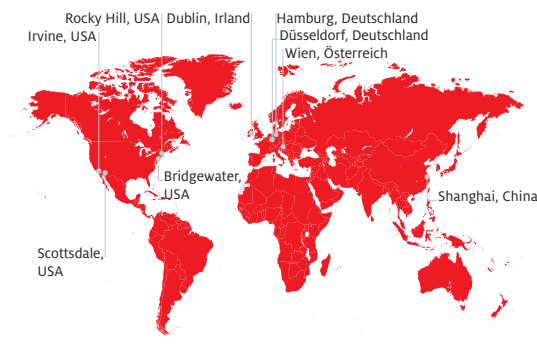 Rocky Hill, USA
Dublin, Irland
Hamburg, Deutschland
Irvine, USA
Düsseldorf, Deutschland
Wien, Österreich
Bridgewater,
USA
Shanghai, China
Scottsdale,
USA